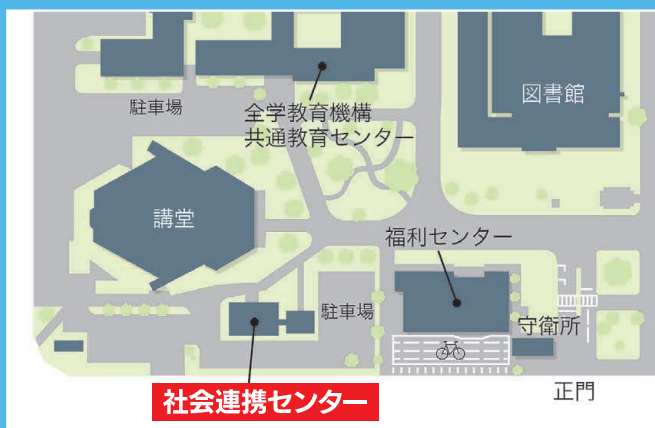 駐車場
全学教育機構
共通教育センター
図書館
講堂
福利センター
駐車場
守衛所
社会連携センター
正門